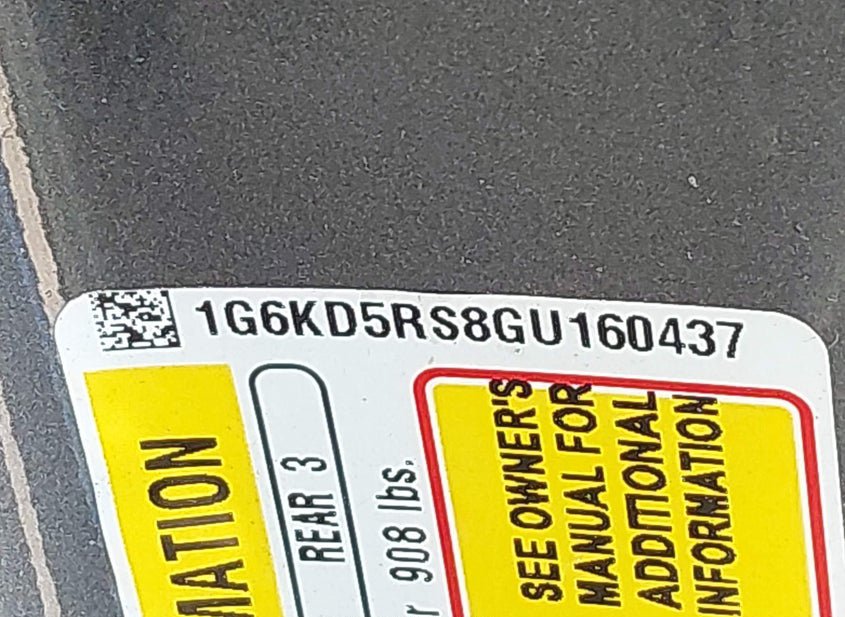 1G6KD5RS8GU160437
MATION
REAR 3
r 908 lbs.
SEE OWNER'S
MANUAL FOR
ADDITIONAL
INFORMATION